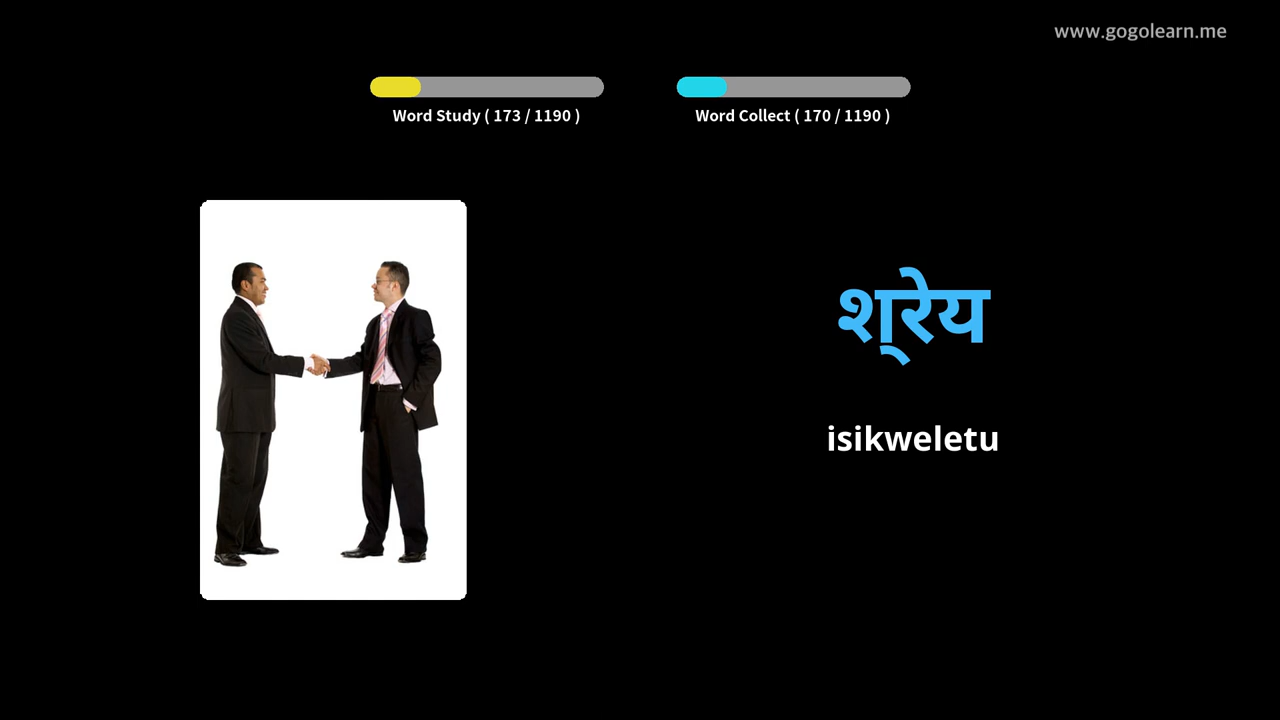 www.gogolearn.me
Word Study ( 173 / 1190 )
Word Collect ( 170 / 1190 )
श्रेय
isikweletu